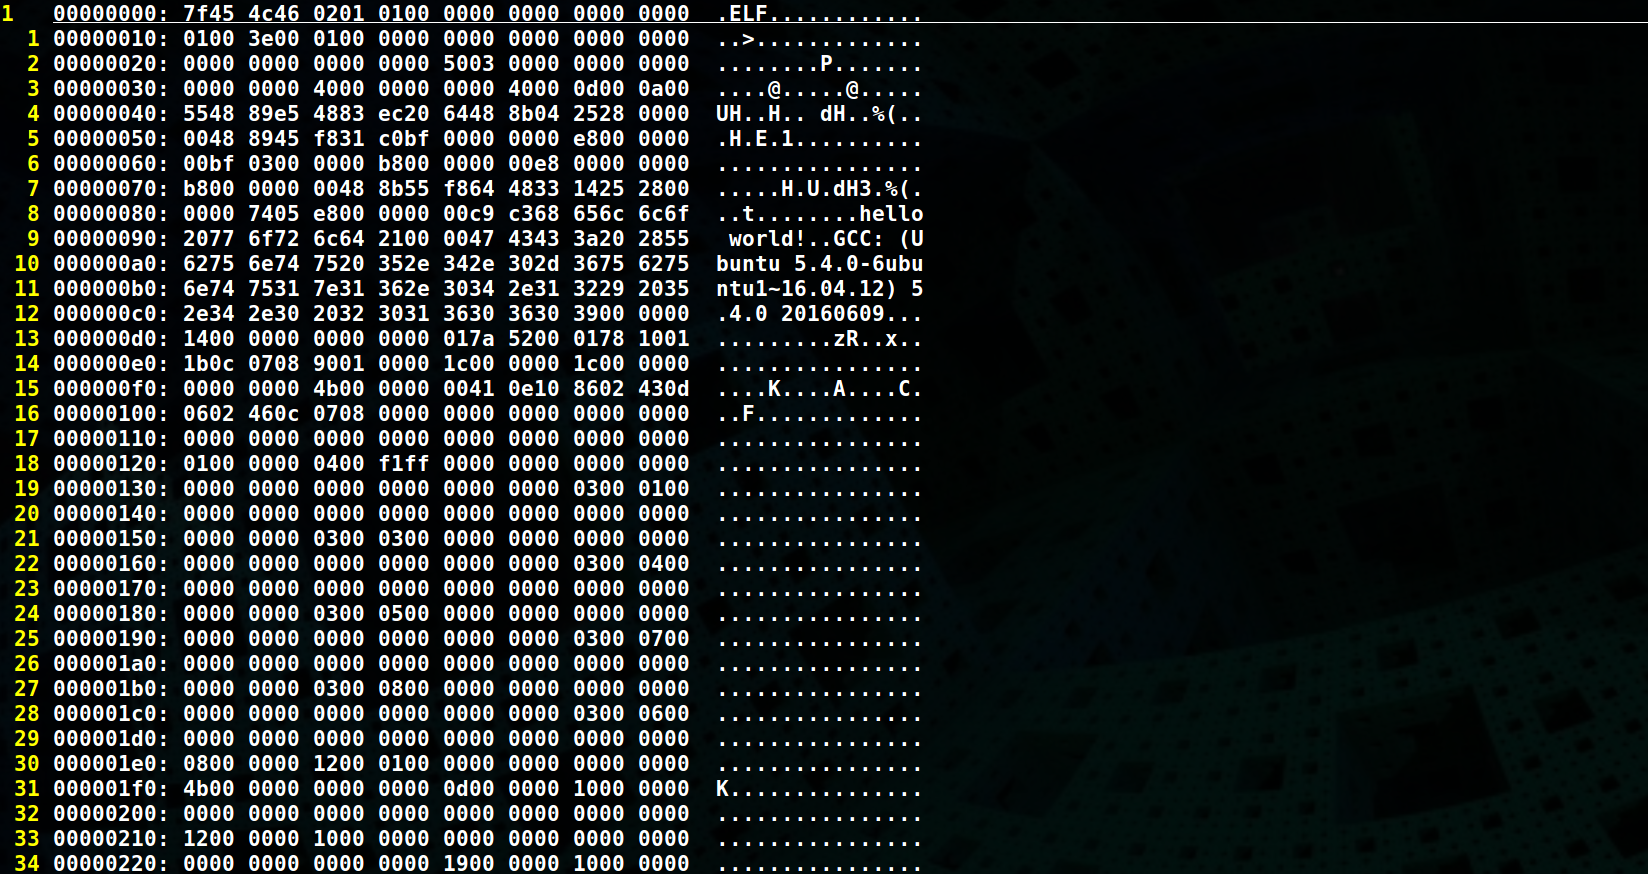 1   00000000: 7f45 4c46 0201 0100 0000 0000 0000 0000  .ELF............
  1 00000010: 0100 3e00 0100 0000 0000 0000 0000 0000  ..>.............
  2 00000020: 0000 0000 0000 0000 5003 0000 0000 0000  ........P.......
  3 00000030: 0000 0000 4000 0000 0000 4000 0d00 0a00  ....@.....@.....
  4 00000040: 5548 89e5 4883 ec20 6448 8b04 2528 0000  UH..H.. dH..%(..
  5 00000050: 0048 8945 f831 c0bf 0000 0000 e800 0000  .H.E.1..........
  6 00000060: 00bf 0300 0000 b800 0000 00e8 0000 0000  ................
  7 00000070: b800 0000 0048 8b55 f864 4833 1425 2800  .....H.U.dH3.%(.
  8 00000080: 0000 7405 e800 0000 00c9 c368 656c 6c6f  ..t........hello
  9 00000090: 2077 6f72 6c64 2100 0047 4343 3a20 2855   world!..GCC: (U
 10 000000a0: 6275 6e74 7520 352e 342e 302d 3675 6275  buntu 5.4.0-6ubu
 11 000000b0: 6e74 7531 7e31 362e 3034 2e31 3229 2035  ntu1~16.04.12) 5
 12 000000c0: 2e34 2e30 2032 3031 3630 3630 3900 0000  .4.0 20160609...
 13 000000d0: 1400 0000 0000 0000 017a 5200 0178 1001  .........zR..x..
 14 000000e0: 1b0c 0708 9001 0000 1c00 0000 1c00 0000  ................
 15 000000f0: 0000 0000 4b00 0000 0041 0e10 8602 430d  ....K....A....C.
 16 00000100: 0602 460c 0708 0000 0000 0000 0000 0000  ..F.............
 17 00000110: 0000 0000 0000 0000 0000 0000 0000 0000  ................
 18 00000120: 0100 0000 0400 f1ff 0000 0000 0000 0000  ................
 19 00000130: 0000 0000 0000 0000 0000 0000 0300 0100  ................
 20 00000140: 0000 0000 0000 0000 0000 0000 0000 0000  ................
 21 00000150: 0000 0000 0300 0300 0000 0000 0000 0000  ................
 22 00000160: 0000 0000 0000 0000 0000 0000 0300 0400  ................
 23 00000170: 0000 0000 0000 0000 0000 0000 0000 0000  ................
 24 00000180: 0000 0000 0300 0500 0000 0000 0000 0000  ................
 25 00000190: 0000 0000 0000 0000 0000 0000 0300 0700  ................
 26 000001a0: 0000 0000 0000 0000 0000 0000 0000 0000  ................
 27 000001b0: 0000 0000 0300 0800 0000 0000 0000 0000  ................
 28 000001c0: 0000 0000 0000 0000 0000 0000 0300 0600  ................
 29 000001d0: 0000 0000 0000 0000 0000 0000 0000 0000  ................
 30 000001e0: 0800 0000 1200 0100 0000 0000 0000 0000  ................
 31 000001f0: 4b00 0000 0000 0000 0d00 0000 1000 0000  K...............
 32 00000200: 0000 0000 0000 0000 0000 0000 0000 0000  ................
 33 00000210: 1200 0000 1000 0000 0000 0000 0000 0000  ................
 34 00000220: 0000 0000 0000 0000 1900 0000 1000 0000  ................